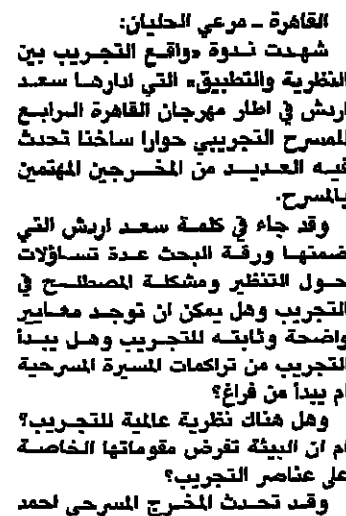 القاهرة ـ مرعي الحليان:
شهدت ندوة «واقع التجريب بين
النظرية والتطبيق» التي ادارها سعد
اردش في اطار مهرجان القاهرة الرابع
للمسرح التجريبي حوارا ساخنا تحدث
فيه العديد من المخرجين المهتمين
بالمسرح.
وقد جاء في كلمة سعد اردش التي
ضمنها ورقة البحث عدة تساؤلات
حول التنظير ومشكلة المصطلح في
التجريب وهل يمكن ان توجد معايير
واضحة وثابته للتجريب وهل يبدأ
التجريب من تراكمات المسيرة المسرحية
ام يبدأ من فراغ؟
وهل هناك نظرية عالمية للتجريب؟
ام ان البيئة تفرض مقوماتها الخاصة
على عناصر التجريب؟
وقد تحدث المخرج المسرحي احمد